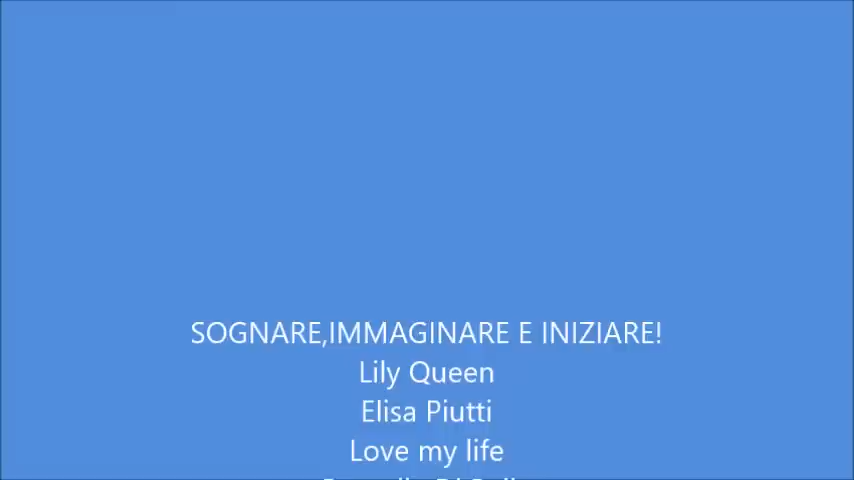 SOGNARE,IMMAGINARE E INIZIARE!
Lily Queen
Elisa Piutti
Love my life